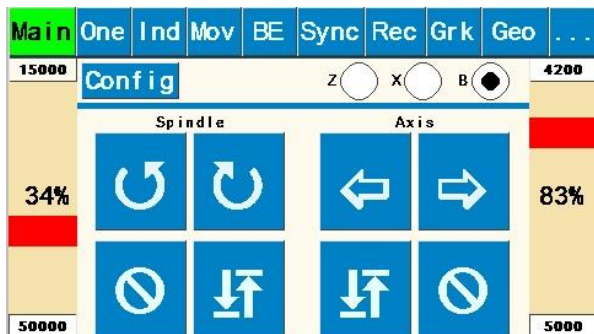 Main One Ind Mov BE Sync Rec Grk Geo ...
15000 Config Z X B 4200
Spindle Axis
34% 83%
50000 5000